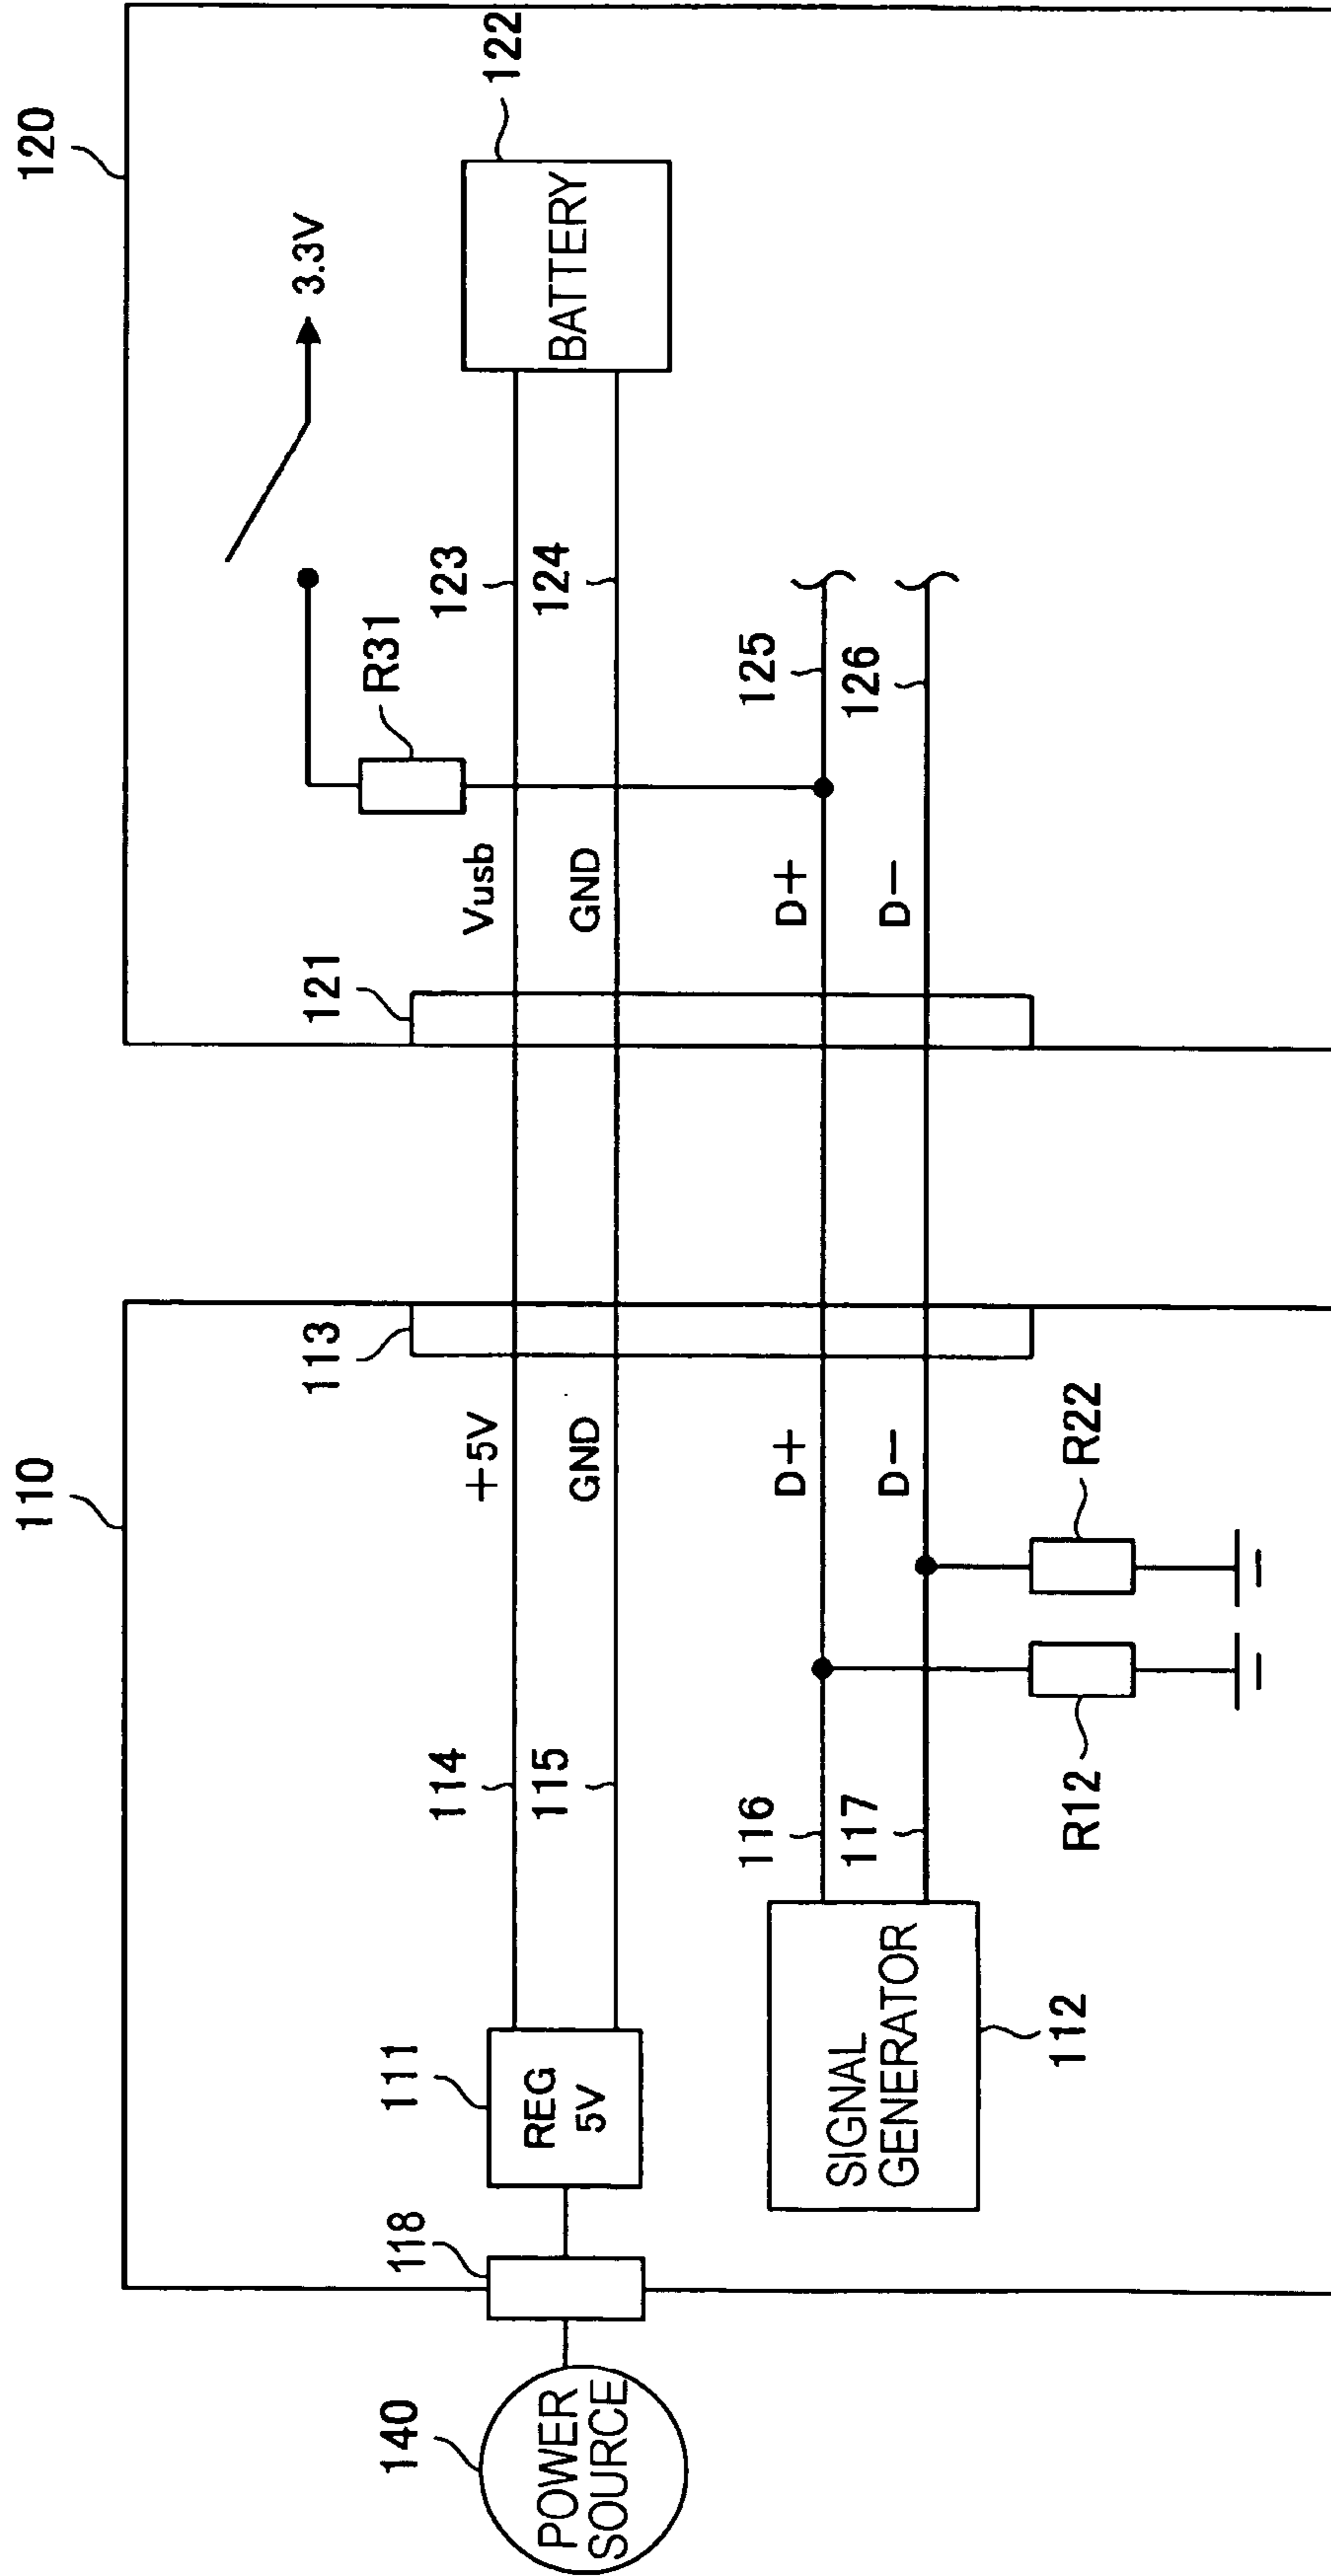 110
120
140
POWER
SOURCE
118
111
REG
5V
114
+5V
113
121
Vusb
R31
3.3V
123
122
BATTERY
115
GND
GND
124
SIGNAL
GENERATOR
112
116
D+
D+
125
117
D−
D−
126
R12
R22